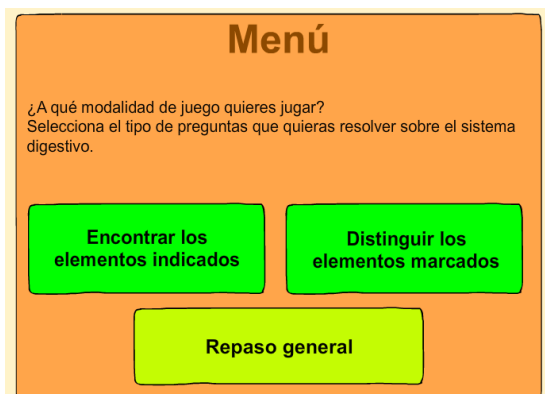 Menú
¿A qué modalidad de juego quieres jugar?
Selecciona el tipo de preguntas que quieras resolver sobre el sistema
digestivo.
Encontrar los
elementos indicados
Distinguir los
elementos marcados
Repaso general